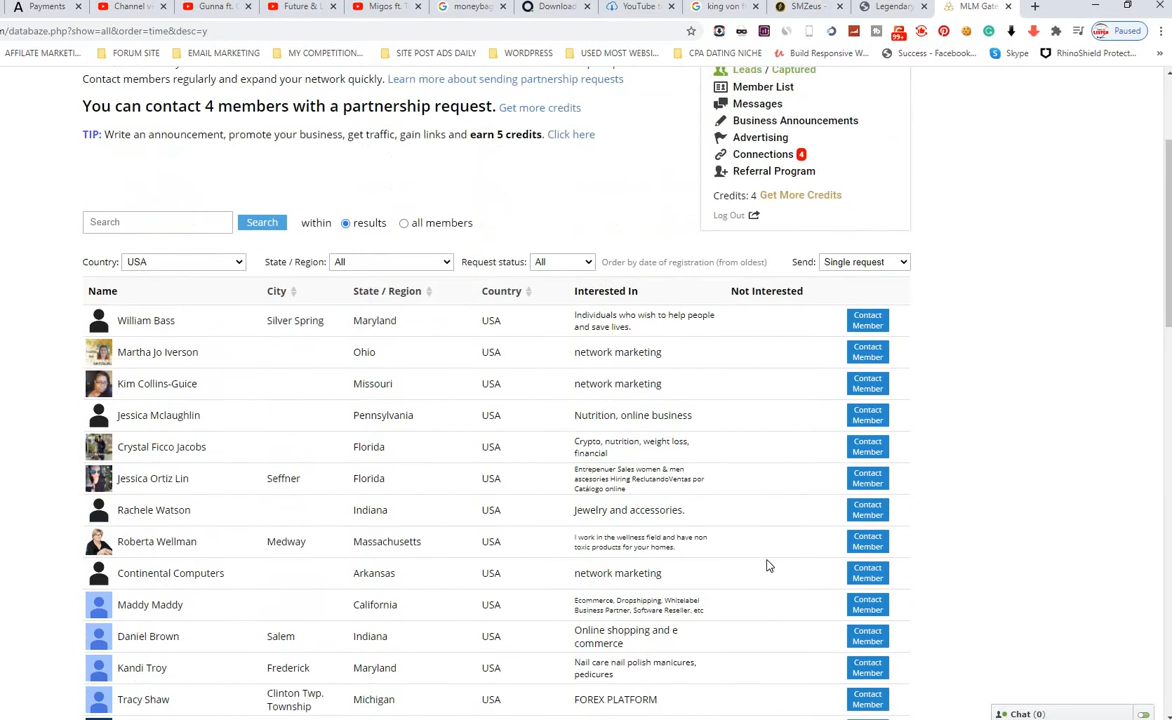 Payments
Channel v
Gunna ft.
Future & L
Migos ft.
moneybag
Download
YouTube t
king von
SMZeus -
Legendary
MLM Gate
n/databaze.php?show=all&order=time&desc=y
99+
Paused
AFFILIATE MARKETI...
FORUM SITE
EMAIL MARKETING
MY COMPETITION...
SITE POST ADS DAILY
WORDPRESS
USED MOST WEBSI...
CPA DATING NICHE
Build Responsive W...
Success - Facebook...
Skype
RhinoShield Protect...
Contact members regularly and expand your network quickly. Learn more about sending partnership requests
You can contact 4 members with a partnership request. Get more credits
TIP: Write an announcement, promote your business, get traffic, gain links and earn 5 credits. Click here
Leads / Captured
Member List
Messages
Business Announcements
Advertising
Connections 4
Referral Program
Credits: 4 Get More Credits
Log Out
Search Search within results all members
Country: USA State / Region: All Request status: All Order by date of registration (from oldest) Send: Single request
Name City State / Region Country Interested In Not Interested
William Bass Silver Spring Maryland USA Individuals who wish to help people
and save lives.
Contact
Member
Martha Jo Iverson Ohio USA network marketing
Contact
Member
Kim Collins-Guice Missouri USA network marketing
Contact
Member
Jessica Mclaughlin Pennsylvania USA Nutrition, online business
Contact
Member
Crystal Ficco Jacobs Florida USA Crypto, nutrition, weight loss,
financial
Contact
Member
Jessica Ortiz Lin Seffner Florida USA Entrepenuer Sales women & men
ascesories Hiring ReclutandoVentas por
Catálogo online
Contact
Member
Rachele Watson Indiana USA Jewelry and accessories.
Contact
Member
Roberta Wellman Medway Massachusetts USA I work in the wellness field and have non
toxic products for your homes.
Contact
Member
Continental Computers Arkansas USA network marketing
Contact
Member
Maddy Maddy California USA Ecommerce, Dropshipping, Whitelabel
Business Partner, Software Reseller, etc
Contact
Member
Daniel Brown Salem Indiana USA Online shopping and e
commerce
Contact
Member
Kandi Troy Frederick Maryland USA Nail care nail polish manicures,
pedicures
Contact
Member
Tracy Shaw Clinton Twp.
Township Michigan USA FOREX PLATFORM
Contact
Member
Chat (0)